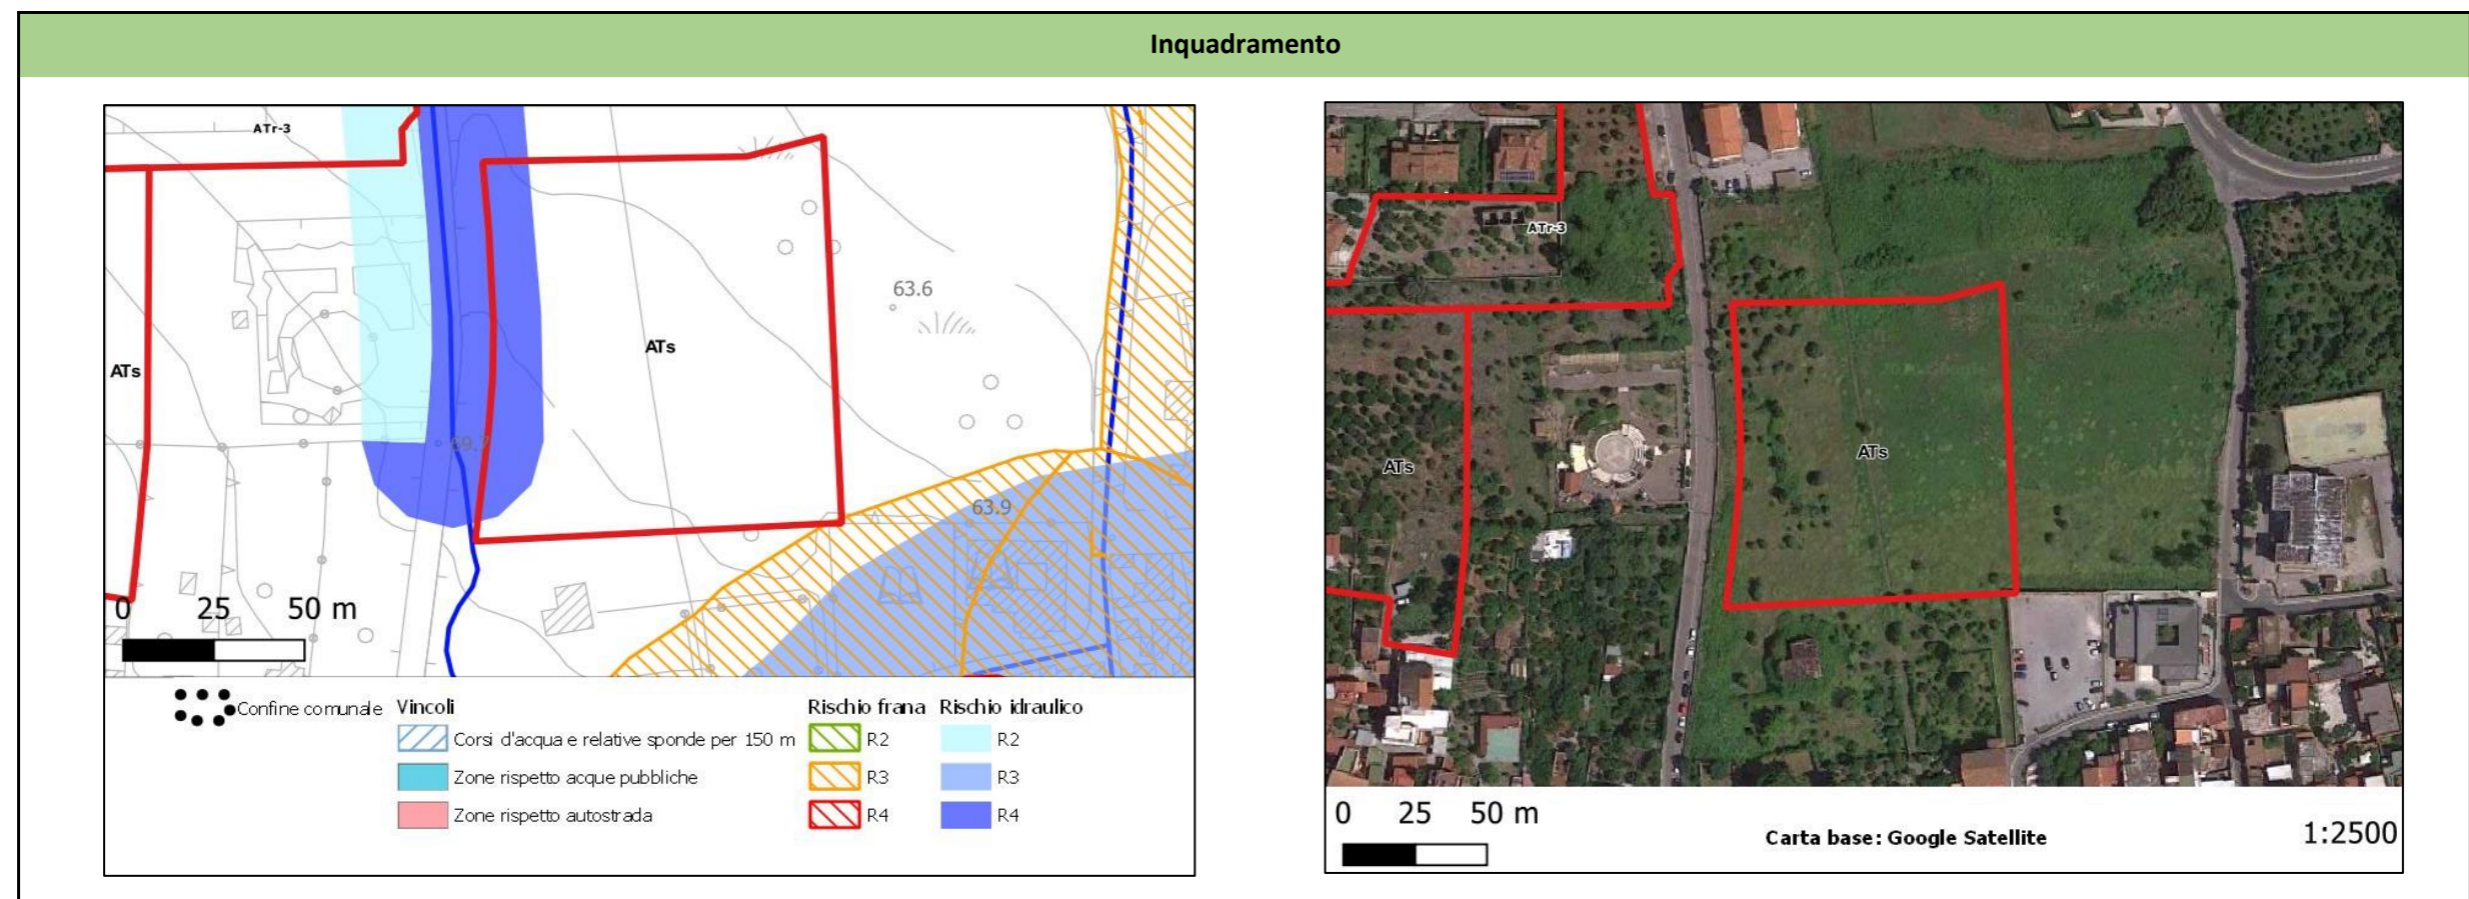 Inquadramento
ATr-3
ATs
ATs
63.6
69.7
63.9
0 25 50 m
Confine comunale
Vincoli
Corsi d'acqua e relative sponde per 150 m
Zone rispetto acque pubbliche
Zone rispetto autostrada
Rischio frana
R2
R3
R4
Rischio idraulico
R2
R3
R4
ATr-3
ATs
ATs
0 25 50 m
Carta base: Google Satellite
1:2500